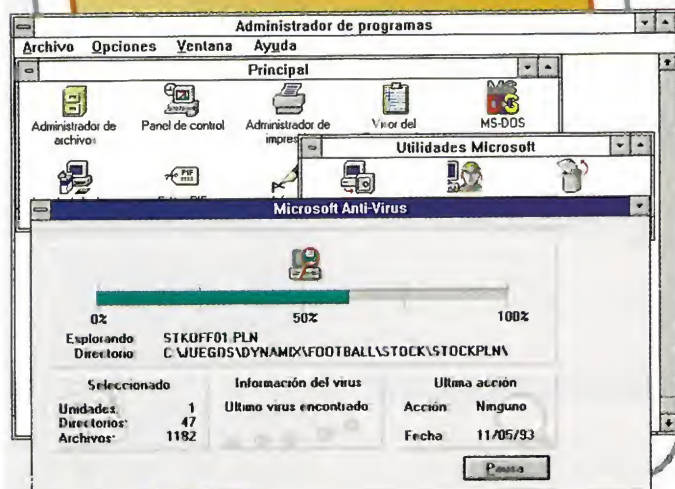 Administrador de programas
Archivo Opciones Ventana Ayuda
Principal
Administrador de archivos
Panel de control
Administrador de
Visor del
MS-DOS
Utilidades Microsoft
Microsoft Anti-Virus
0% 50% 100%
Explorando STKOFF01.PLN
Directorio C:\JUEGOS\DYNAMIX\FOOTBALL\STOCK\STOCKPLN\
Seleccionado
Unidades: 1
Directorios: 47
Archivos: 1182
Información del virus
Ultimo virus encontrado
Ultima acción
Acción: Ninguno
Fecha 11/05/93
Pausa